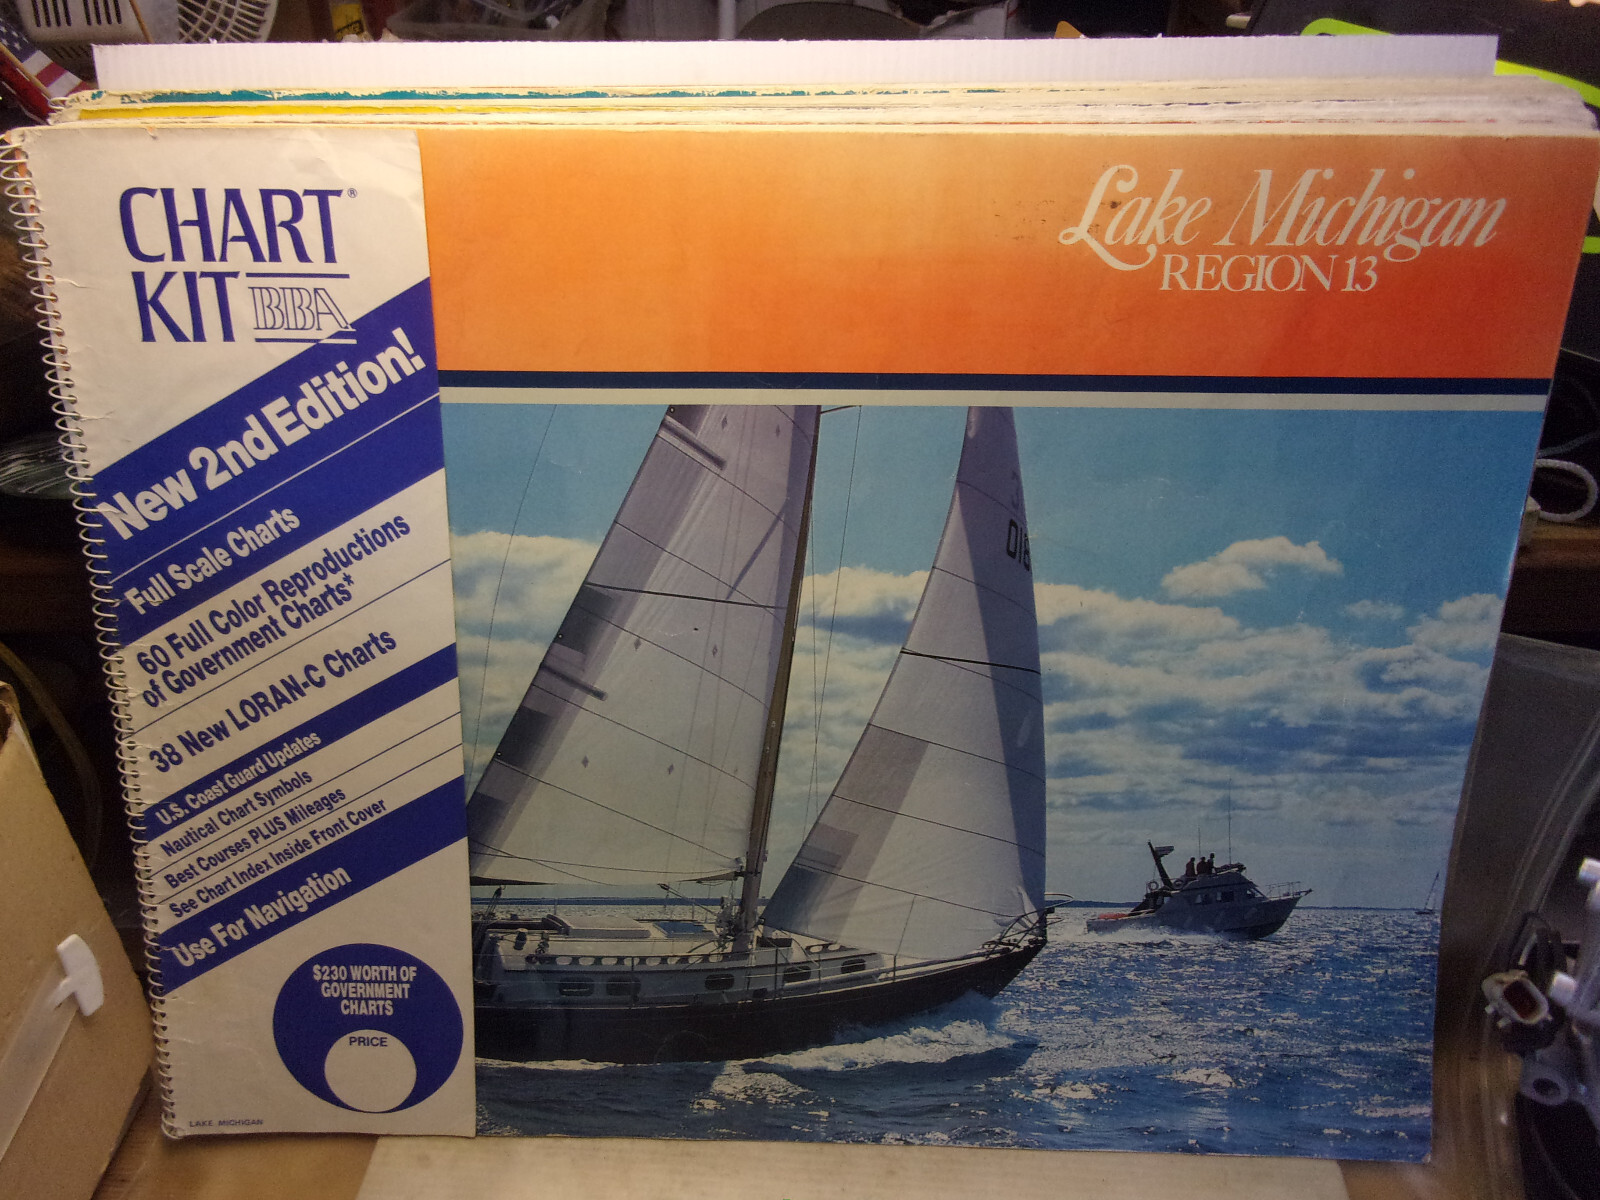 CHART®
KIT BBA
New 2nd Edition!
Full Scale Charts
60 Full Color Reproductions
of Government Charts*
38 New LORAN-C Charts
U.S. Coast Guard Updates
Nautical Chart Symbols
Best Courses PLUS Mileages
See Chart Index Inside Front Cover
Use For Navigation
$230 WORTH OF
GOVERNMENT
CHARTS
PRICE
LAKE MICHIGAN
Lake Michigan
REGION 13